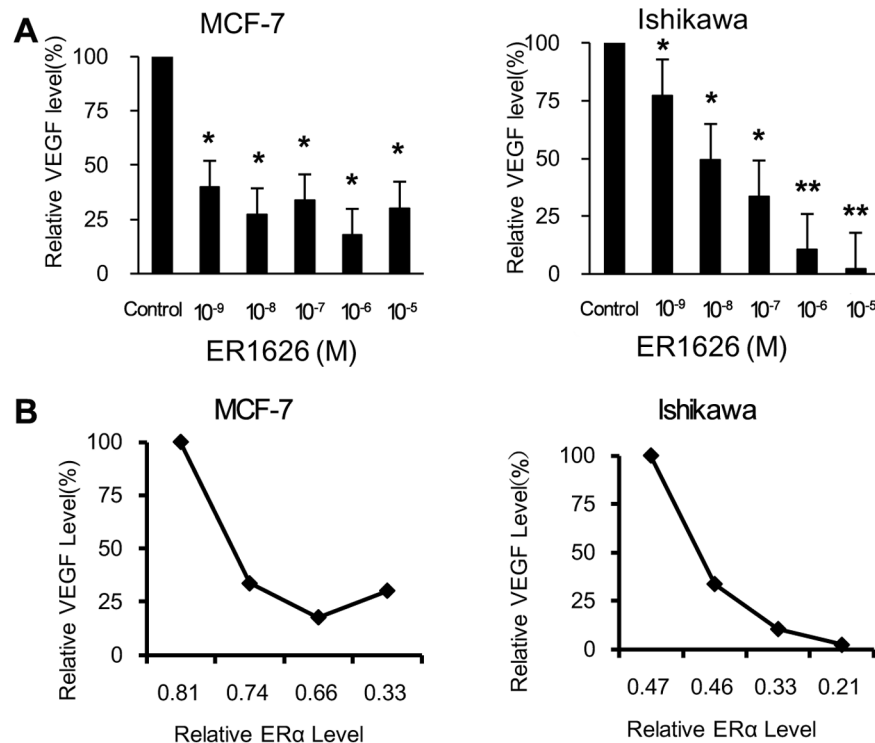 A
MCF-7
Relative VEGF level(%)
100
75
50
25
0
*
*
*
*
*
Control 10⁻⁹ 10⁻⁸ 10⁻⁷ 10⁻⁶ 10⁻⁵
ER1626 (M)
Ishikawa
Relative VEGF level(%)
100
75
50
25
0
*
*
*
**
**
Control 10⁻⁹ 10⁻⁸ 10⁻⁷ 10⁻⁶ 10⁻⁵
ER1626 (M)
B
MCF-7
Relative VEGF Level(%)
100
75
50
25
0
0.81 0.74 0.66 0.33
Relative ERα Level
Ishikawa
Relative VEGF Level(%)
100
75
50
25
0
0.47 0.46 0.33 0.21
Relative ERα Level